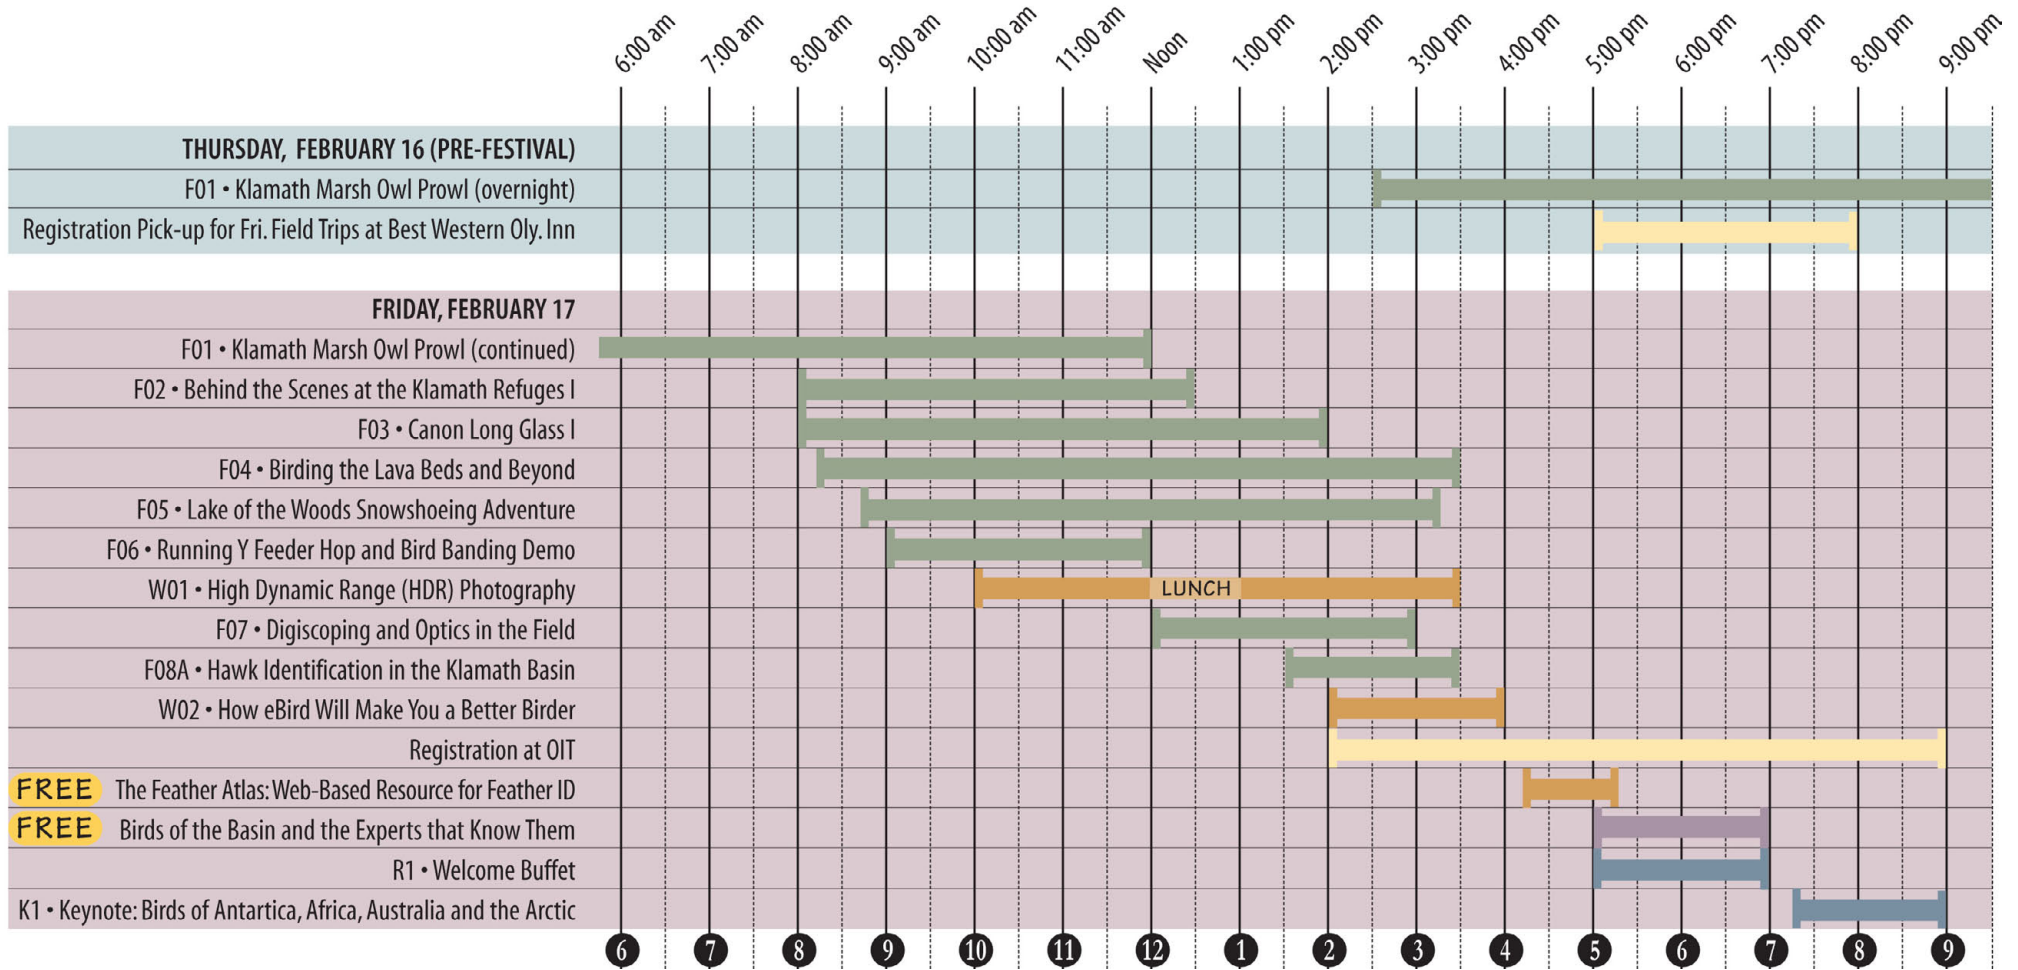 6:00 am 7:00 am 8:00 am 9:00 am 10:00 am 11:00 am Noon 1:00 pm 2:00 pm 3:00 pm 4:00 pm 5:00 pm 6:00 pm 7:00 pm 8:00 pm 9:00 pm
THURSDAY, FEBRUARY 16 (PRE-FESTIVAL)
F01 • Klamath Marsh Owl Prowl (overnight)
Registration Pick-up for Fri. Field Trips at Best Western Oly. Inn
FRIDAY, FEBRUARY 17
F01 • Klamath Marsh Owl Prowl (continued)
F02 • Behind the Scenes at the Klamath Refuges I
F03 • Canon Long Glass I
F04 • Birding the Lava Beds and Beyond
F05 • Lake of the Woods Snowshoeing Adventure
F06 • Running Y Feeder Hop and Bird Banding Demo
W01 • High Dynamic Range (HDR) Photography LUNCH
F07 • Digiscoping and Optics in the Field
F08A • Hawk Identification in the Klamath Basin
W02 • How eBird Will Make You a Better Birder
Registration at OIT
FREE The Feather Atlas: Web-Based Resource for Feather ID
FREE Birds of the Basin and the Experts that Know Them
R1 • Welcome Buffet
K1 • Keynote: Birds of Antartica, Africa, Australia and the Arctic
6 7 8 9 10 11 12 1 2 3 4 5 6 7 8 9